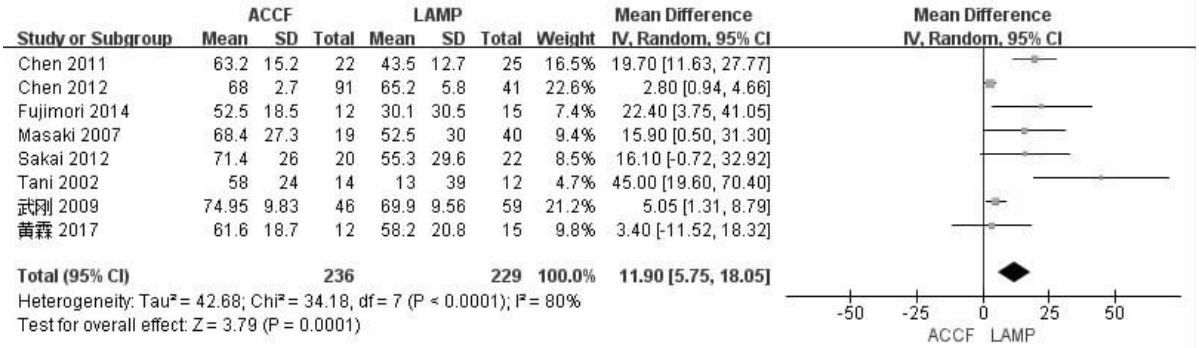 ACCF LAMP Mean Difference Mean Difference
Study or Subgroup Mean SD Total Mean SD Total Weight IV, Random, 95% CI IV, Random, 95% CI
Chen 2011 63.2 15.2 22 43.5 12.7 25 16.5% 19.70 [11.63, 27.77]
Chen 2012 68 2.7 91 65.2 5.8 41 22.6% 2.80 [0.94, 4.66]
Fujimori 2014 52.5 18.5 12 30.1 30.5 15 7.4% 22.40 [3.75, 41.05]
Masaki 2007 68.4 27.3 19 52.5 30 40 9.4% 15.90 [0.50, 31.30]
Sakai 2012 71.4 26 20 55.3 29.6 22 8.5% 16.10 [-0.72, 32.92]
Tani 2002 58 24 14 13 39 12 4.7% 45.00 [19.60, 70.40]
武刚 2009 74.95 9.83 46 69.9 9.56 59 21.2% 5.05 [1.31, 8.79]
黄霖 2017 61.6 18.7 12 58.2 20.8 15 9.8% 3.40 [-11.52, 18.32]
Total (95% CI) 236 229 100.0% 11.90 [5.75, 18.05]
Heterogeneity: Tau² = 42.68; Chi² = 34.18, df = 7 (P < 0.0001); I² = 80%
Test for overall effect: Z = 3.79 (P = 0.0001)
-50 -25 0 25 50
ACCF LAMP